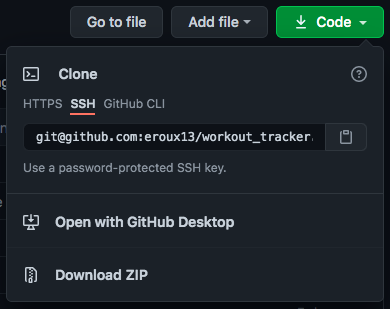 Go to file
Add file
Code
Clone
HTTPS SSH GitHub CLI
git@github.com:eroux13/workout_tracker.
Use a password-protected SSH key.
Open with GitHub Desktop
Download ZIP